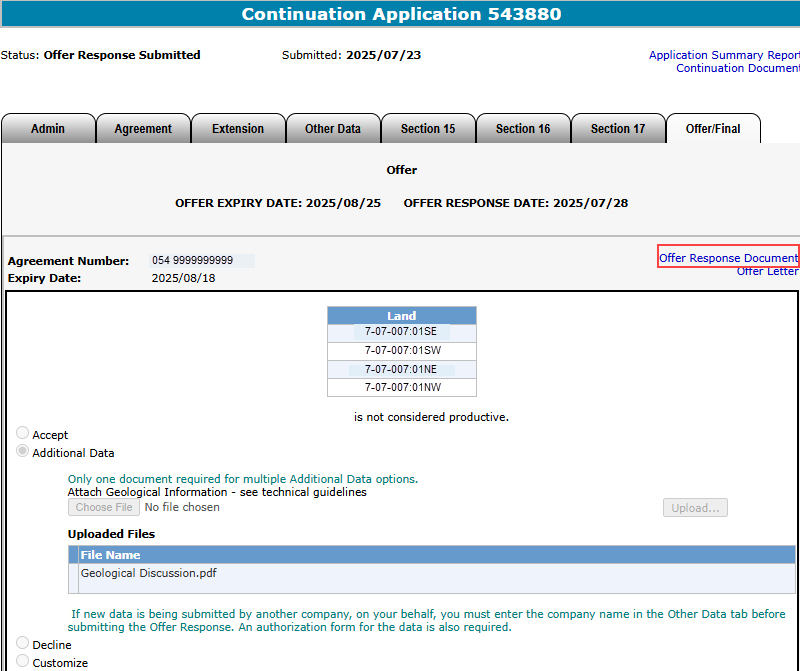 Continuation Application 543880
Status: Offer Response Submitted Submitted: 2025/07/23 Application Summary Report
Continuation Document
Admin Agreement Extension Other Data Section 15 Section 16 Section 17 Offer/Final
Offer
OFFER EXPIRY DATE: 2025/08/25 OFFER RESPONSE DATE: 2025/07/28
Agreement Number: 054 9999999999 Offer Response Document
Expiry Date: 2025/08/18 Offer Letter
Land
7-07-007:01SE
7-07-007:01SW
7-07-007:01NE
7-07-007:01NW
is not considered productive.
Accept
Additional Data
Only one document required for multiple Additional Data options.
Attach Geological Information - see technical guidelines
Choose File No file chosen Upload...
Uploaded Files
File Name
Geological Discussion.pdf
If new data is being submitted by another company, on your behalf, you must enter the company name in the Other Data tab before
submitting the Offer Response. An authorization form for the data is also required.
Decline
Customize